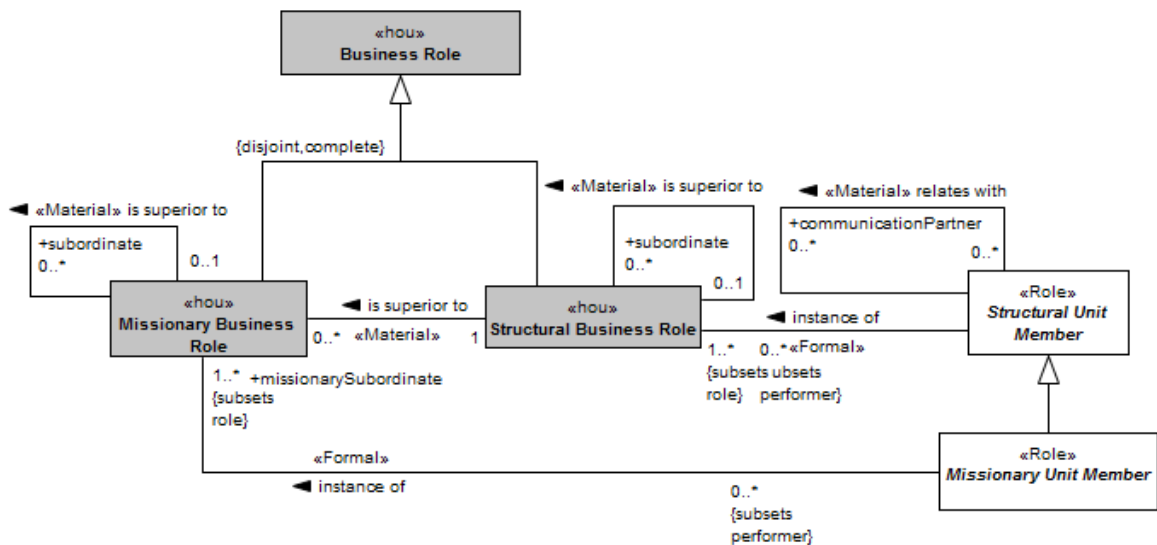 «hou»
Business Role
{disjoint,complete}
◄ «Material» is superior to
◄ «Material» is superior to
◄ «Material» relates with
+subordinate
0..*
0..1
+subordinate
0..*
0..1
+communicationPartner
0..*
0..*
«hou»
Missionary Business
Role
◄ is superior to
0..*
«Material»
1
«hou»
Structural Business Role
◄ instance of
1..*
0..*
«Formal»
{subsets
role}
ubsets
performer}
«Role»
Structural Unit
Member
1..*
+missionarySubordinate
{subsets
role}
«Formal»
◄ instance of
0..*
{subsets
performer}
«Role»
Missionary Unit Member